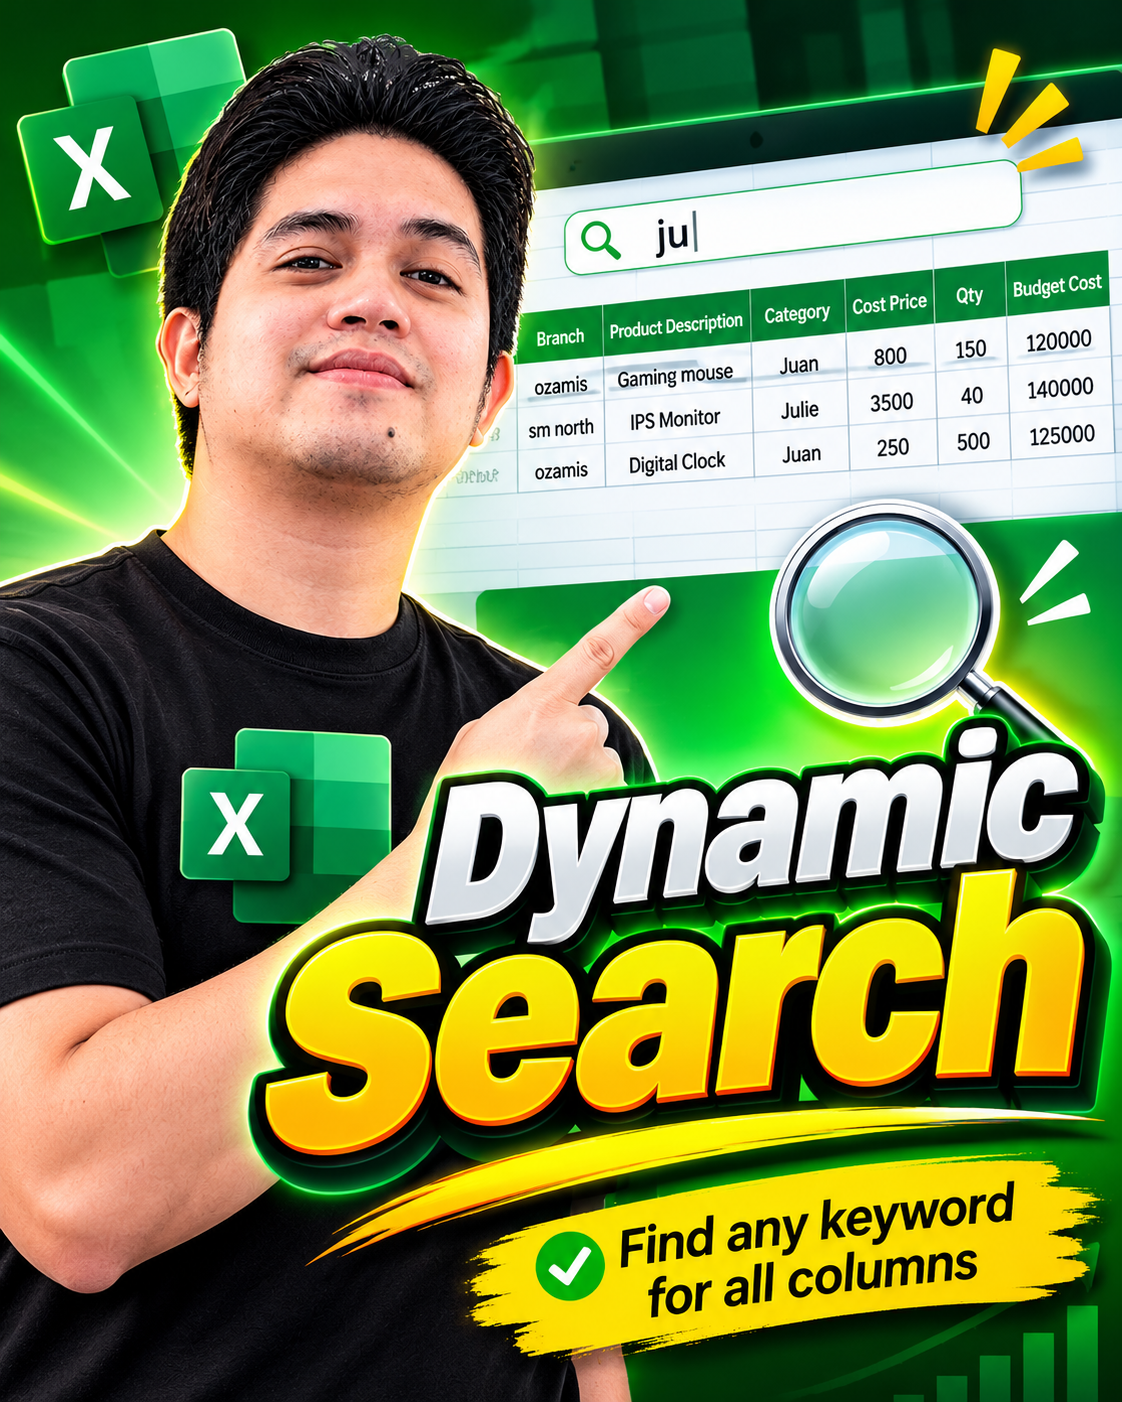 X
ju
Branch Product Description Category Cost Price Qty Budget Cost
ozamis Gaming mouse Juan 800 150 120000
sm north IPS Monitor Julie 3500 40 140000
ozamis Digital Clock Juan 250 500 125000
X
Dynamic
Search
Find any keyword
for all columns